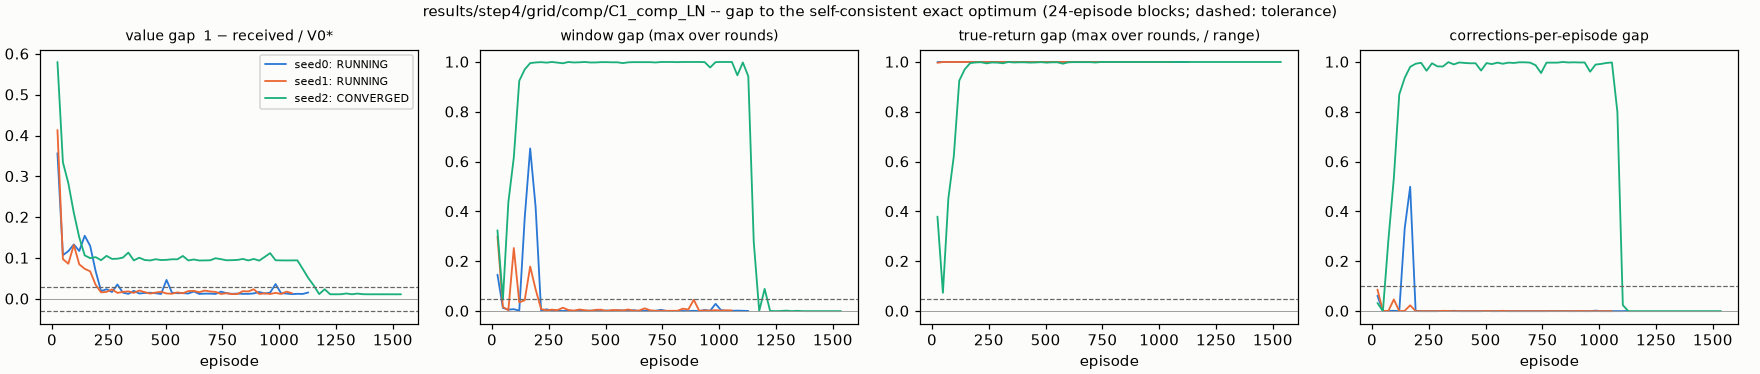 results/step4/grid/comp/C1_comp_LN -- gap to the self-consistent exact optimum (24-episode blocks; dashed: tolerance)
value gap  1 − received / V0*
0.6
0.5
0.4
0.3
0.2
0.1
0.0
seed0: RUNNING
seed1: RUNNING
seed2: CONVERGED
0 250 500 750 1000 1250 1500
episode
window gap (max over rounds)
1.0
0.8
0.6
0.4
0.2
0.0
0 250 500 750 1000 1250 1500
episode
true-return gap (max over rounds, / range)
1.0
0.8
0.6
0.4
0.2
0.0
0 250 500 750 1000 1250 1500
episode
corrections-per-episode gap
1.0
0.8
0.6
0.4
0.2
0.0
0 250 500 750 1000 1250 1500
episode